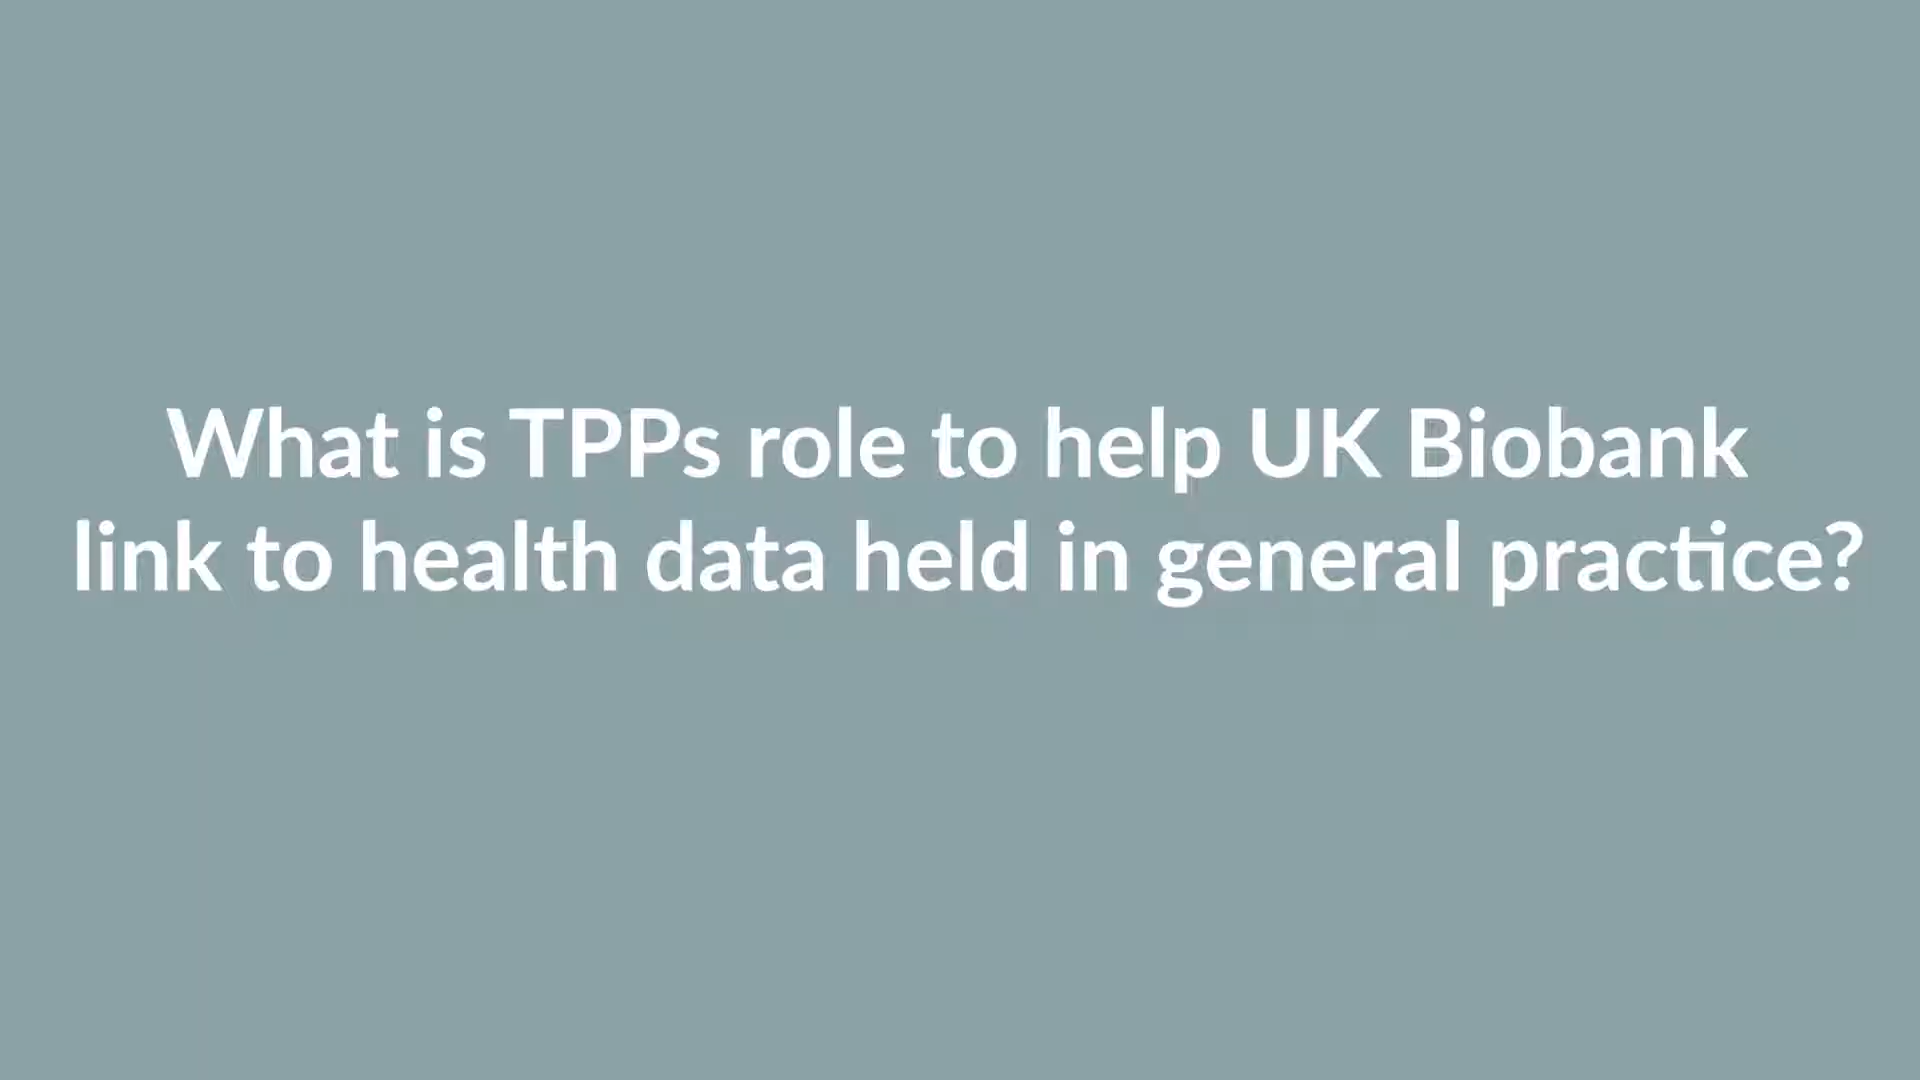 What is TPPs role to help UK Biobank
link to health data held in general practice?